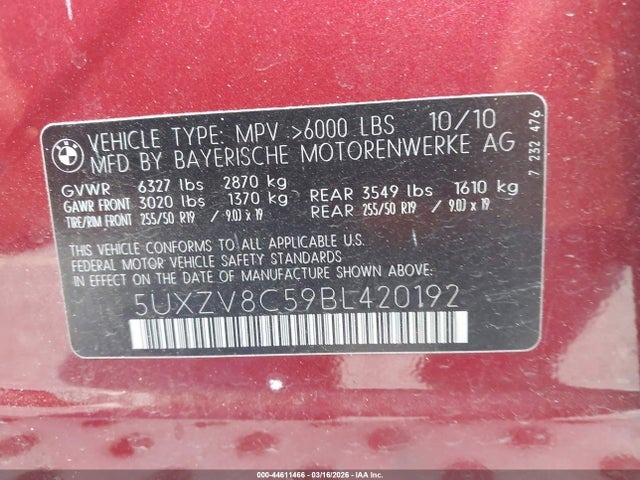 BMW
VEHICLE TYPE: MPV >6000 LBS 10/10
MFD BY BAYERISCHE MOTORENWERKE AG
7 232 476
GVWR 6327 lbs 2870 kg
GAWR FRONT 3020 lbs 1370 kg REAR 3549 lbs 1610 kg
TIRE/RIM FRONT 255/50 R19 / 9.0J x 19 REAR 255/50 R19 / 9.0J x 19
THIS VEHICLE CONFORMS TO ALL APPLICABLE U.S.
FEDERAL MOTOR VEHICLE SAFETY STANDARDS
IN EFFECT ON THE DATE OF MANUFACTURE SHOWN ABOVE.
5UXZV8C59BL420192
000-44611466 | 03/16/2026 | IAA Inc.